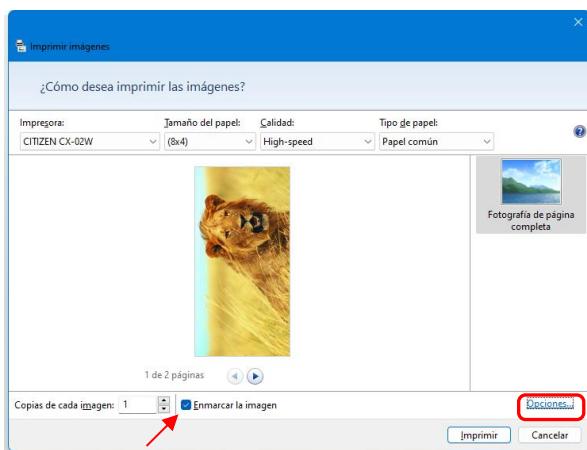 Imprimir imágenes
¿Cómo desea imprimir las imágenes?
Impresora: Tamaño del papel: Calidad: Tipo de papel:
CITIZEN CX-02W (8x4) High-speed Papel común
Fotografía de página
completa
1 de 2 páginas
Copias de cada imagen: 1 Enmarcar la imagen Opciones...
Imprimir Cancelar